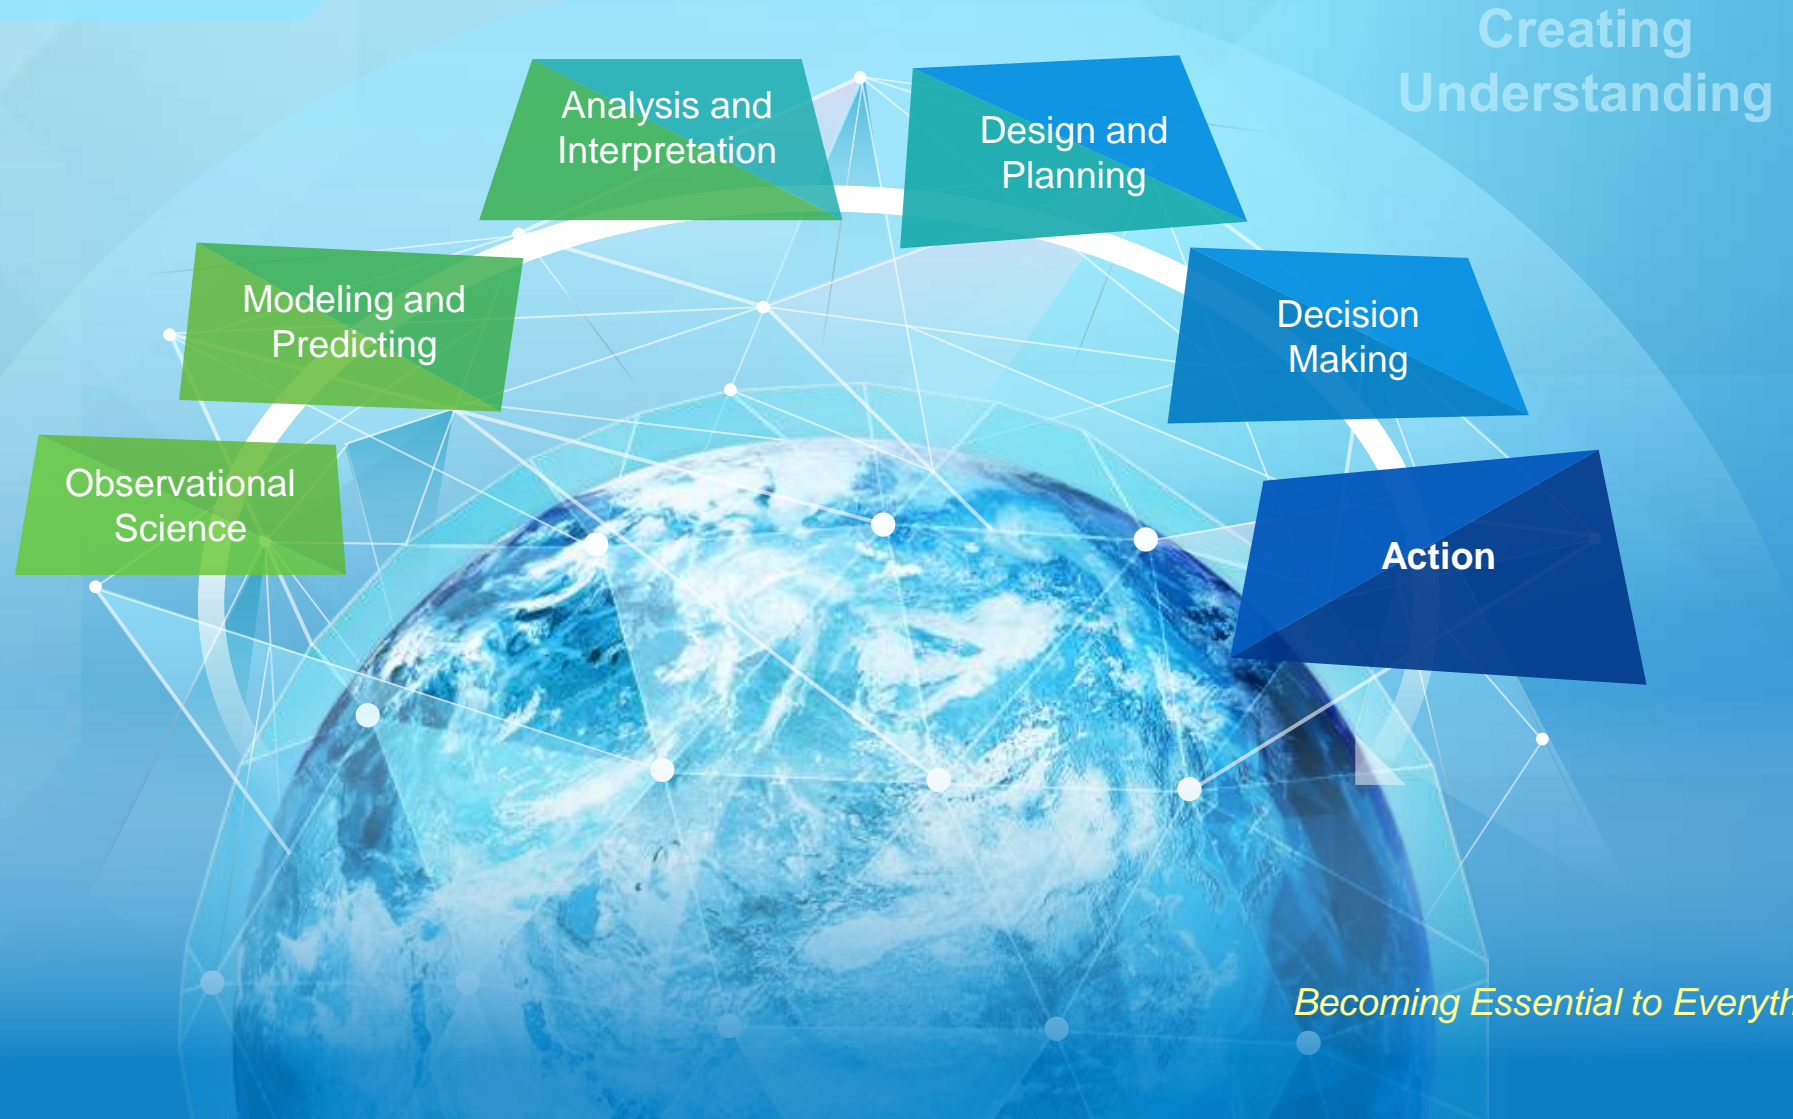 Creating
Understanding
Analysis and
Interpretation
Design and
Planning
Modeling and
Predicting
Decision
Making
Observational
Science
Action
Becoming Essential to Everyth